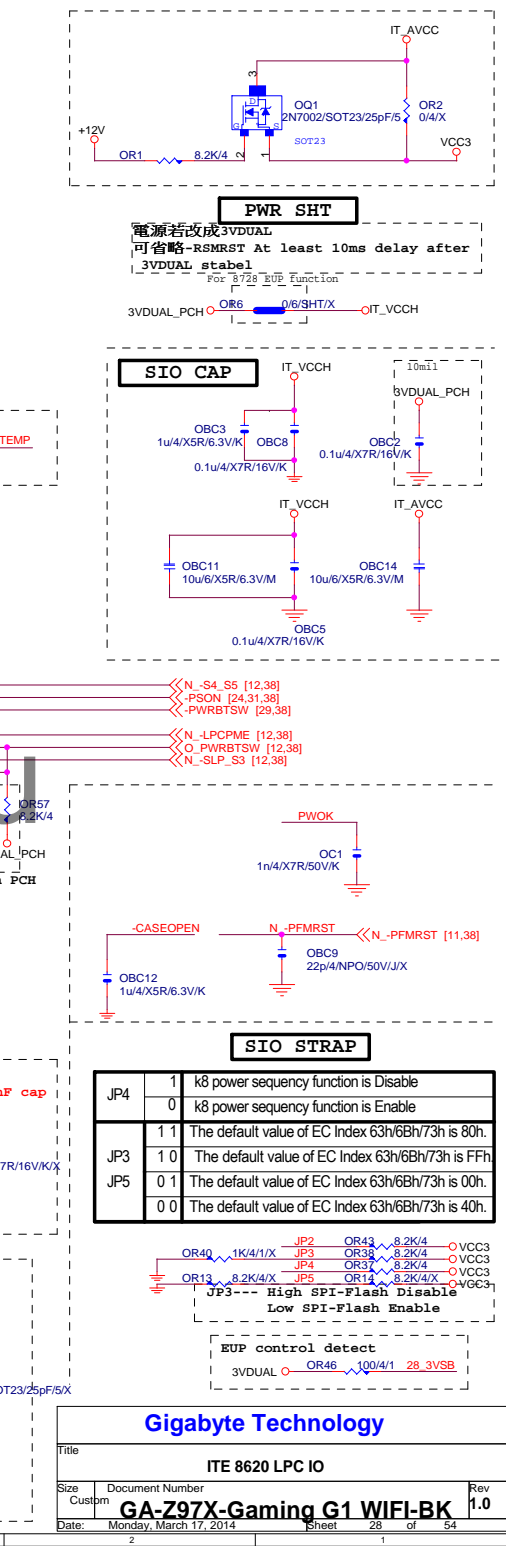 IT_AVCC
3
D
G
S
OQ1
2N7002/SOT23/25pF/5
SOT23
OR2
0/4/X
+12V
OR1
8.2K/4
2
1
VCC3
PWR SHT
電源若改成3VDUAL
可省略-RSMRST At least 10ms delay after
3VDUAL stabel
For 8728 EUP function
3VDUAL_PCH
OR6
0/6/SHT/X
IT_VCCH
SIO CAP
IT_VCCH
10mil
3VDUAL_PCH
OBC3
1u/4/X5R/6.3V/K
OBC8
0.1u/4/X7R/16V/K
OBC2
0.1u/4/X7R/16V/K
TEMP
IT_VCCH
IT_AVCC
OBC11
10u/6/X5R/6.3V/M
OBC14
10u/6/X5R/6.3V/M
OBC5
0.1u/4/X7R/16V/K
N_-S4_S5 [12,38]
-PSON [24,31,38]
-PWRBTSW [29,38]
N_-LPCPME [12,38]
O_PWRBTSW [12,38]
N_-SLP_S3 [12,38]
OR57
8.2K/4
AL_PCH
PCH
PWOK
OC1
1n/4/X7R/50V/K
-CASEOPEN
N_-PFMRST
N_-PFMRST [11,38]
OBC9
22p/4/NPO/50V/J/X
OBC12
1u/4/X5R/6.3V/K
SIO STRAP
JP4
1 k8 power sequency function is Disable
0 k8 power sequency function is Enable
JP3
JP5
1 1 The default value of EC Index 63h/6Bh/73h is 80h.
1 0 The default value of EC Index 63h/6Bh/73h is FFh
0 1 The default value of EC Index 63h/6Bh/73h is 00h.
0 0 The default value of EC Index 63h/6Bh/73h is 40h.
nF cap
7R/16V/K/X
JP2 OR43 8.2K/4 VCC3
OR40 1K/4/1/X JP3 OR38 8.2K/4 VCC3
JP4 OR37 8.2K/4 VCC3
OR13 8.2K/4/X JP5 OR14 8.2K/4/X VCC3
JP3--- High SPI-Flash Disable
Low SPI-Flash Enable
EUP control detect
3VDUAL OR46 100/4/1 28_3VSB
OT23/25pF/5/X
Gigabyte Technology
Title
ITE 8620 LPC IO
Size
Custom
Document Number
GA-Z97X-Gaming G1 WIFI-BK
Rev
1.0
Date: Monday, March 17, 2014 Sheet 28 of 54
2 1